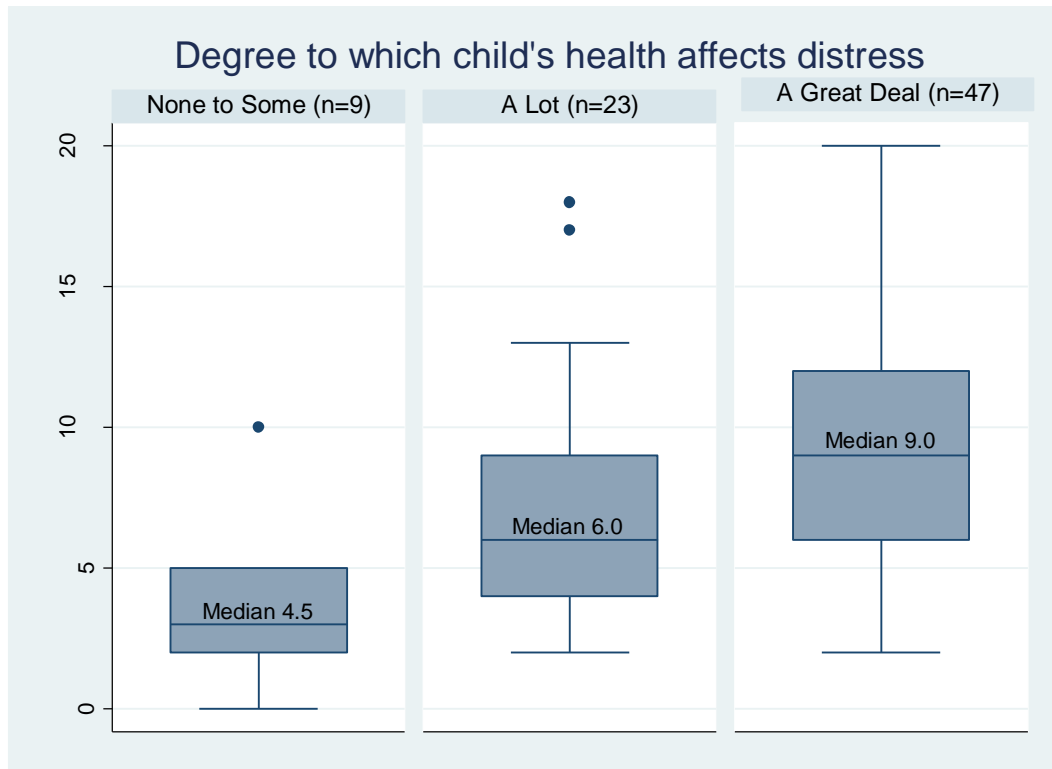 Degree to which child's health affects distress
None to Some (n=9)
A Lot (n=23)
A Great Deal (n=47)
20
15
10
5
0
Median 4.5
Median 6.0
Median 9.0